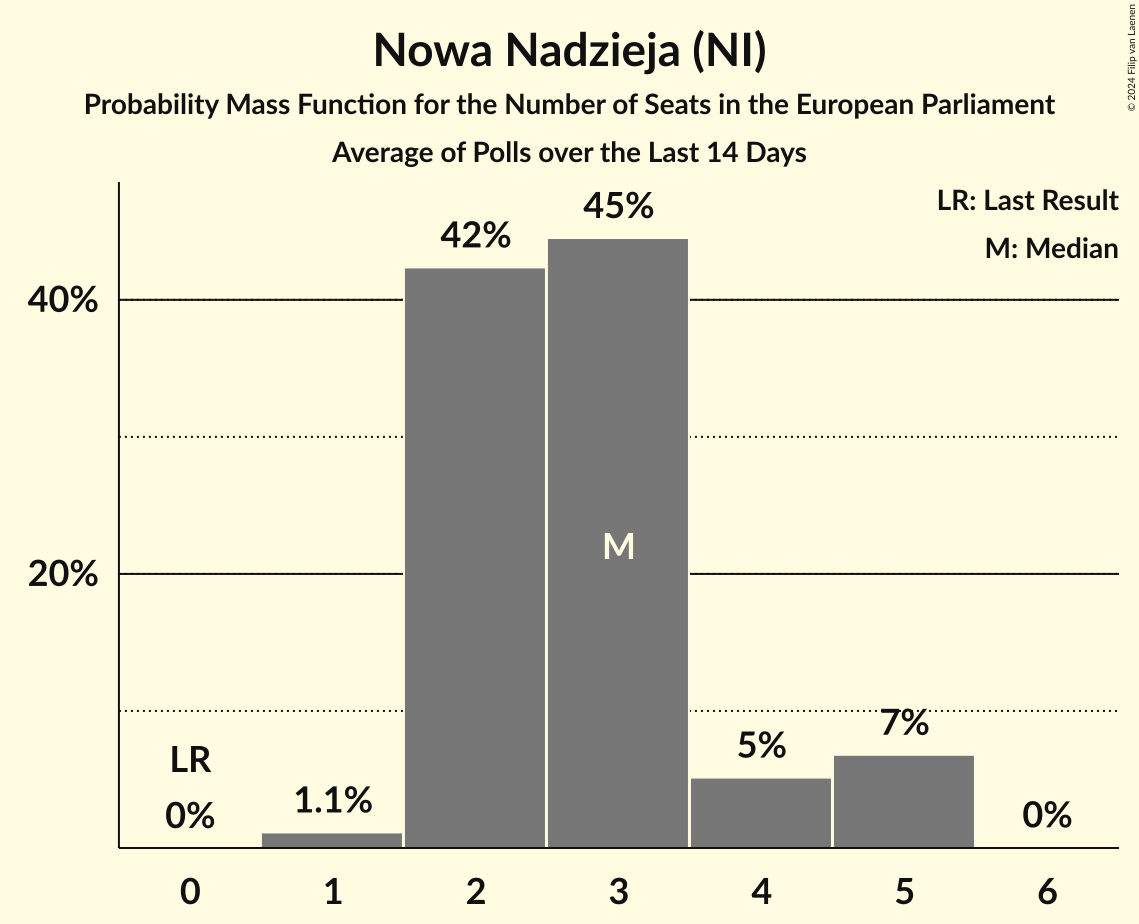 Nowa Nadzieja (NI)
Probability Mass Function for the Number of Seats in the European Parliament
Average of Polls over the Last 14 Days
© 2024 Filip van Laenen
LR: Last Result
M: Median
45%
42%
40%
M
20%
7%
5%
LR
1.1%
0%
0%
0 1 2 3 4 5 6